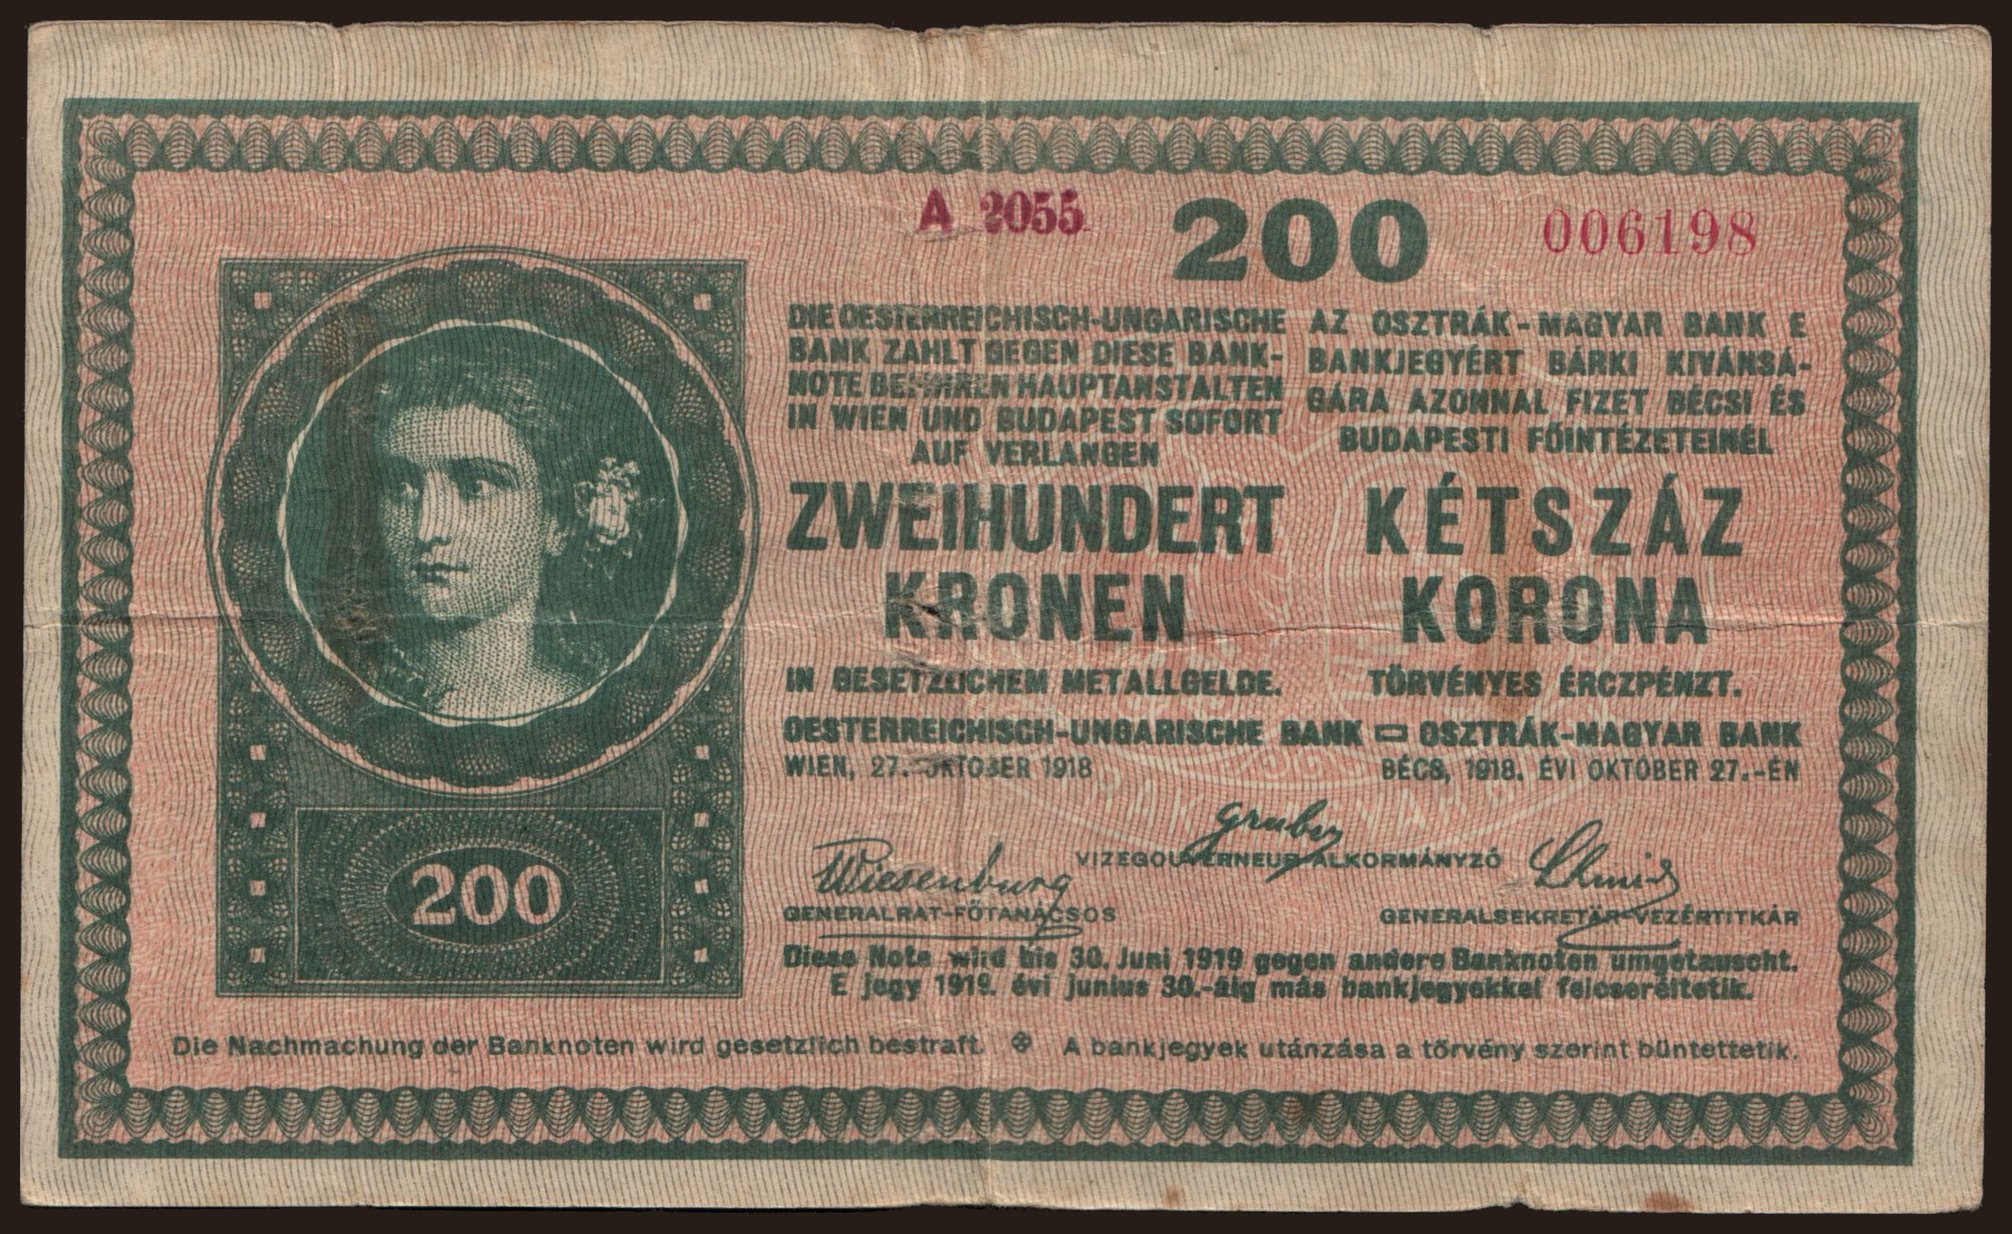 A 2055
200
006198
DIE OESTERREICHISCH-UNGARISCHE
BANK ZAHLT GEGEN DIESE BANK-
NOTE BEI IHREN HAUPTANSTALTEN
IN WIEN UND BUDAPEST SOFORT
AUF VERLANGEN
ZWEIHUNDERT
KRONEN
IN GESETZLICHEM METALLGELDE.
AZ OSZTRÁK-MAGYAR BANK E
BANKJEGYÉRT BÁRKI KIVÁNSÁ-
GÁRA AZONNAL FIZET BÉCSI ÉS
BUDAPESTI FŐINTÉZETEINÉL
KÉTSZÁZ
KORONA
TÖRVÉNYES ÉRCZPÉNZT.
OESTERREICHISCH-UNGARISCHE BANK OSZTRÁK-MAGYAR BANK
WIEN, 27. OKTOBER 1918
BÉCS, 1918. ÉVI OKTÓBER 27.-ÉN
Gruber
VIZEGOUVERNEUR-ALKORMÁNYZÓ
Wiesenburg
GENERALRAT-FŐTANÁCSOS
Schmid
GENERALSEKRETÄR-VEZÉRTITKÁR
200
Diese Note wird bis 30. Juni 1919 gegen andere Banknoten umgetauscht.
E jegy 1919. évi junius 30.-áig más bankjegyekkel felcseréltetik.
Die Nachmachung der Banknoten wird gesetzlich bestraft. A bankjegyek utánzása a törvény szerint büntettetik.